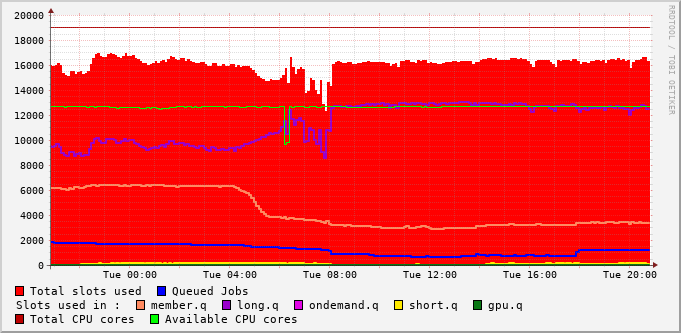 20000
18000
16000
14000
12000
10000
8000
6000
4000
2000
0
Tue 00:00 Tue 04:00 Tue 08:00 Tue 12:00 Tue 16:00 Tue 20:00
RRDTOOL / TOBI OETIKER
Total slots used Queued Jobs
Slots used in : member.q long.q ondemand.q short.q gpu.q
Total CPU cores Available CPU cores